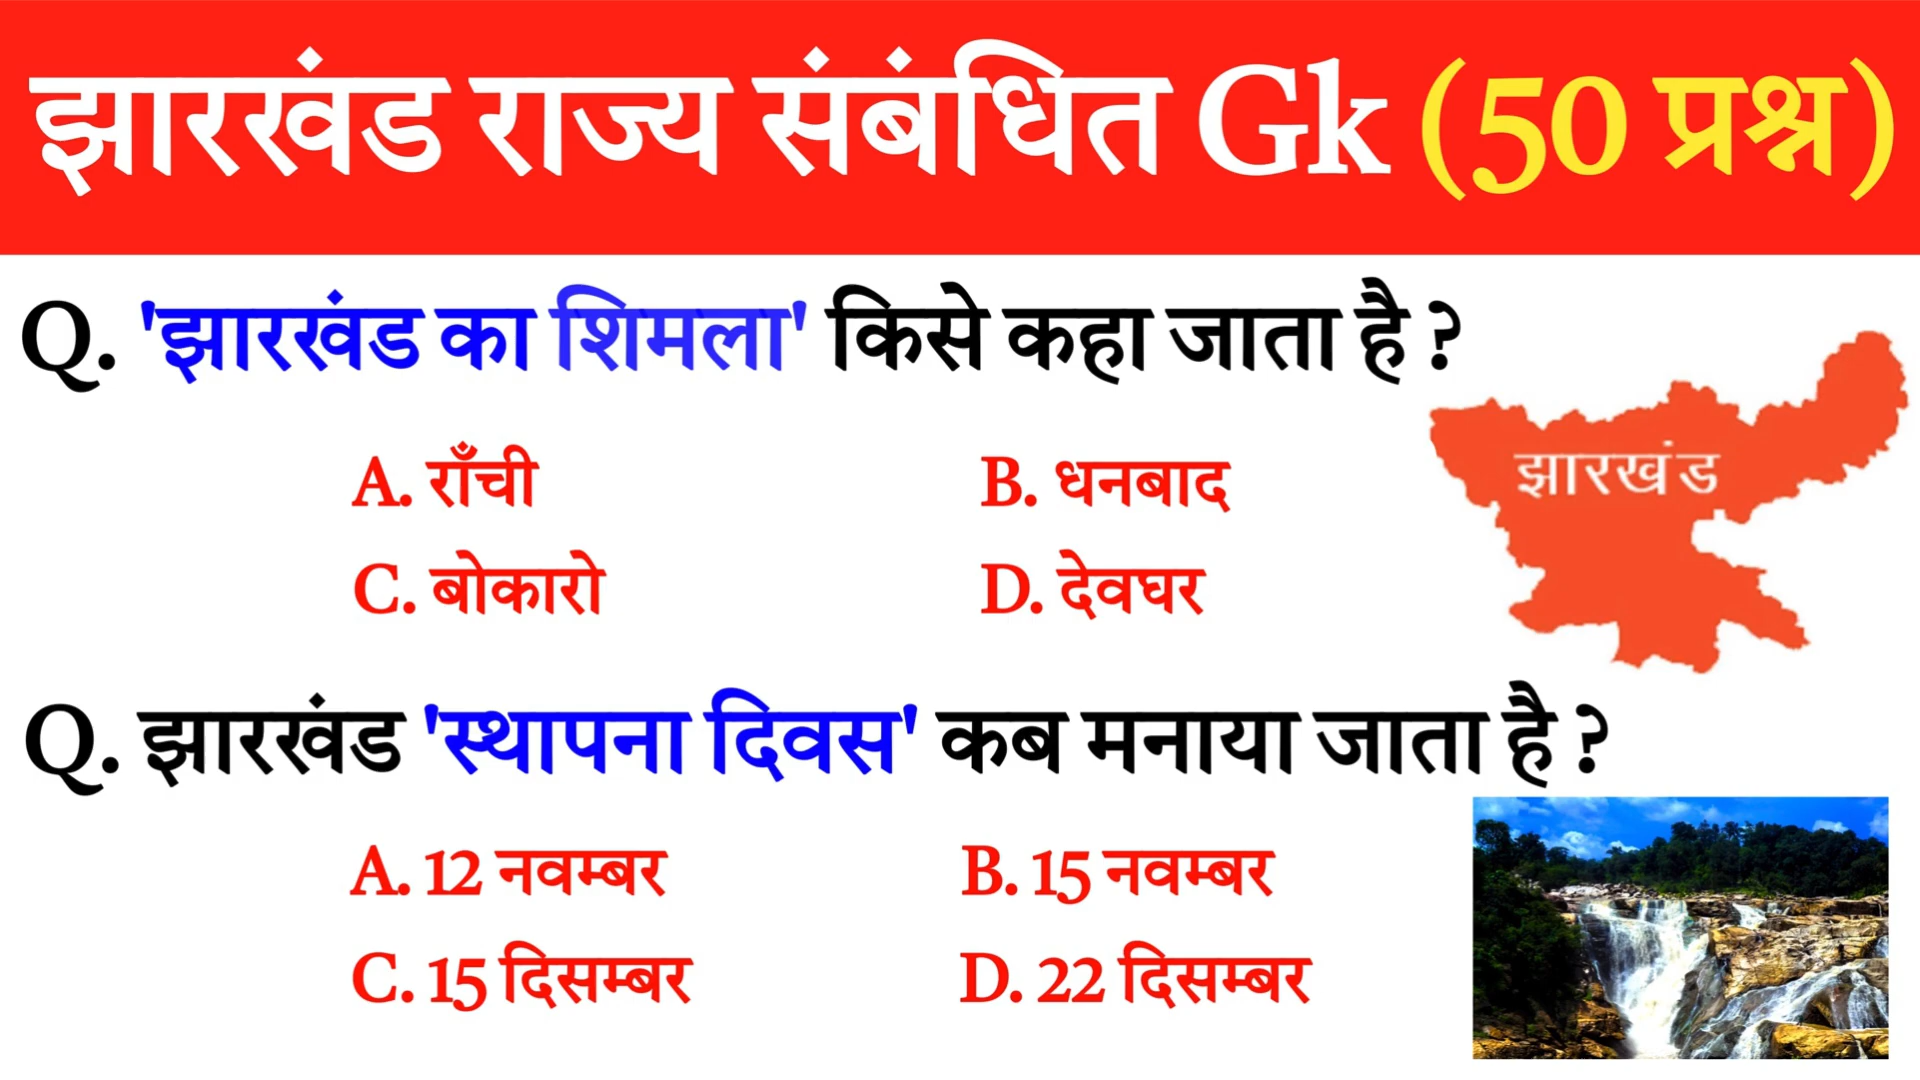 झारखंड राज्य संबंधित Gk (50 प्रश्न)
Q. 'झारखंड का शिमला' किसे कहा जाता है ?
A. राँची B. धनबाद
C. बोकारो D. देवघर
झारखंड
Q. झारखंड 'स्थापना दिवस' कब मनाया जाता है ?
A. 12 नवम्बर B. 15 नवम्बर
C. 15 दिसम्बर D. 22 दिसम्बर